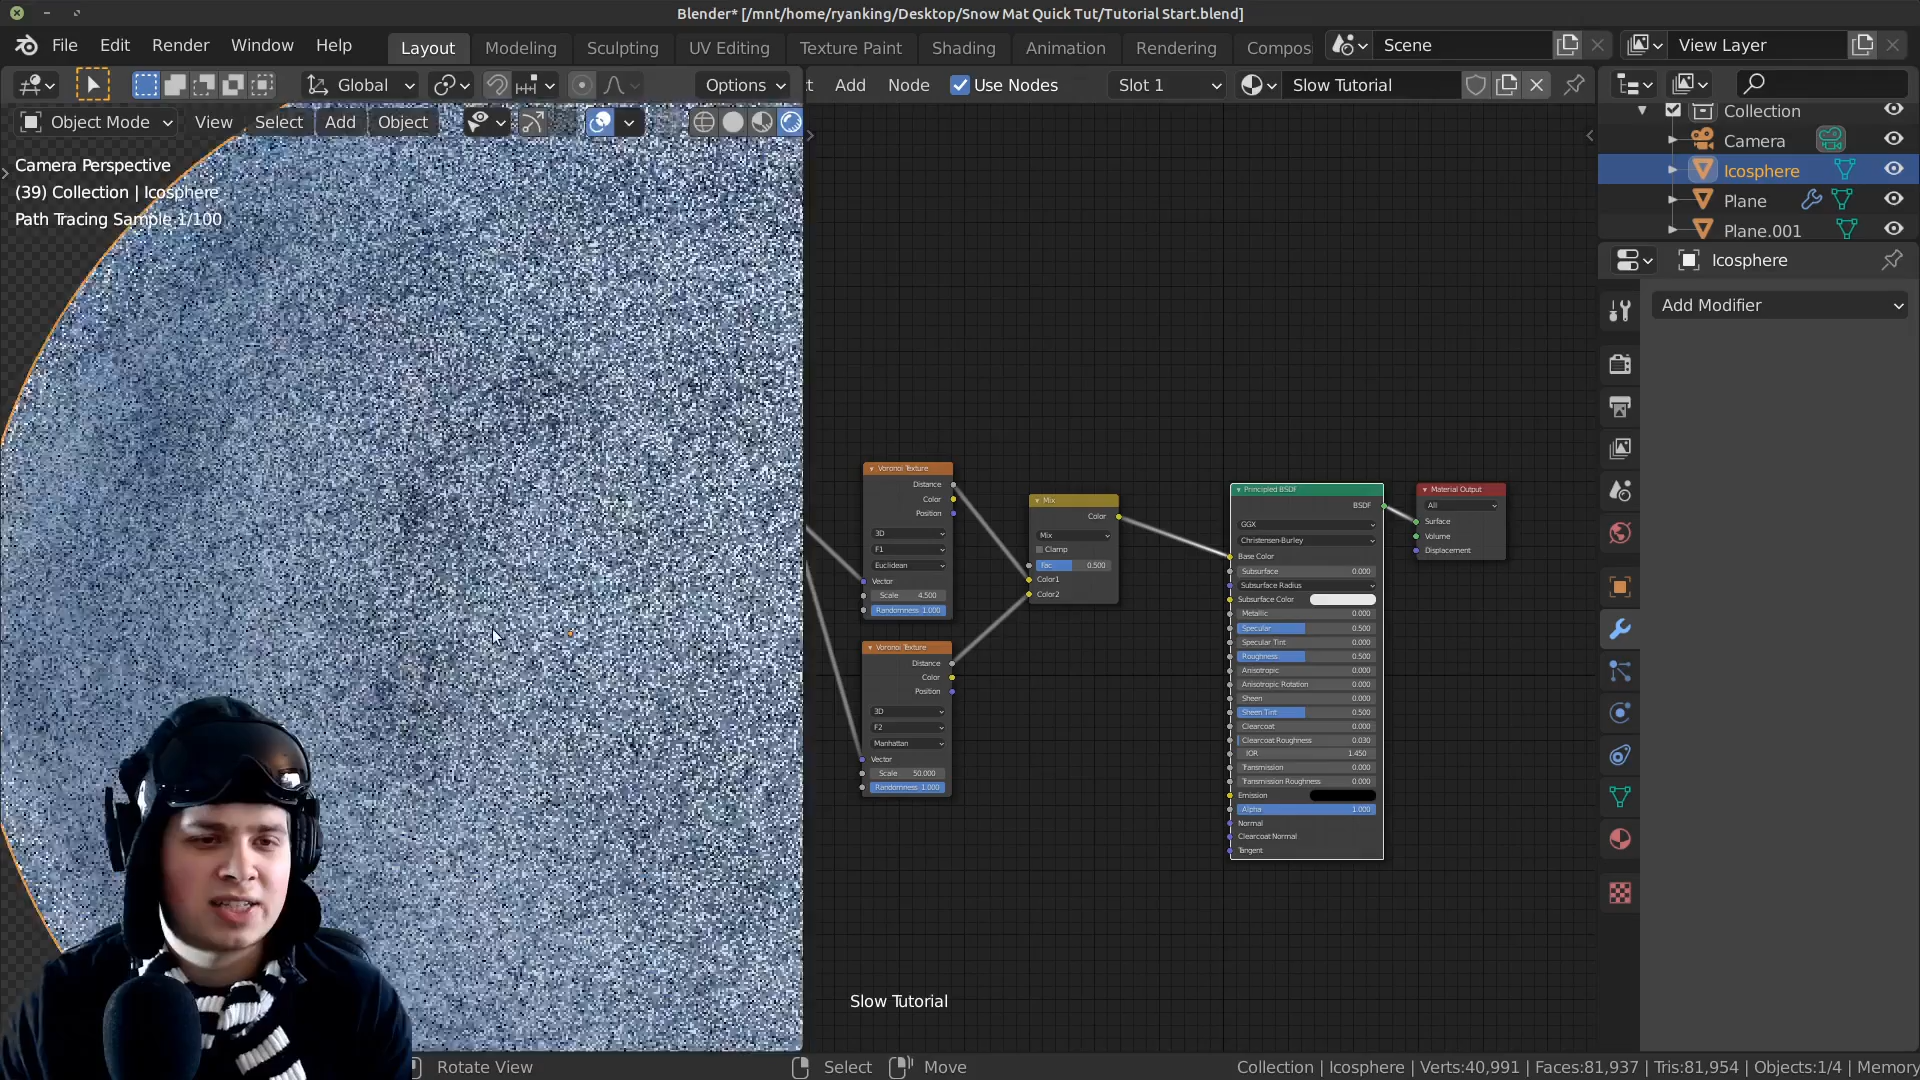 Blender* [/mnt/home/ryanking/Desktop/Snow Mat Quick Tut/Tutorial Start.blend]
File Edit Render Window Help Layout Modeling Sculpting UV Editing Texture Paint Shading Animation Rendering Compos Scene View Layer
Global Options t Add Node Use Nodes Slot 1 Slow Tutorial
Object Mode View Select Add Object
Camera Perspective
(39) Collection | Icosphere
Path Tracing Sample 1/100
Collection
Camera
Icosphere
Plane
Plane.001
Icosphere
Add Modifier
Voronoi Texture
Distance
Color
Position
3D
F1
Euclidean
Vector
Scale 4.500
Randomness 1.000
Voronoi Texture
Distance
Color
Position
3D
F2
Manhattan
Vector
Scale 50.000
Randomness 1.000
Mix
Color
Mix
Clamp
Fac 0.500
Color1
Color2
Principled BSDF
BSDF
GGX
Christensen-Burley
Base Color
Subsurface 0.000
Subsurface Radius
Subsurface Color
Metallic 0.000
Specular 0.500
Specular Tint 0.000
Roughness 0.500
Anisotropic 0.000
Anisotropic Rotation 0.000
Sheen 0.000
Sheen Tint 0.500
Clearcoat 0.000
Clearcoat Roughness 0.030
IOR 1.450
Transmission 0.000
Transmission Roughness 0.000
Emission
Alpha 1.000
Normal
Clearcoat Normal
Tangent
Material Output
All
Surface
Volume
Displacement
Slow Tutorial
Rotate View Select Move Collection | Icosphere | Verts:40,991 | Faces:81,937 | Tris:81,954 | Objects:1/4 | Memory